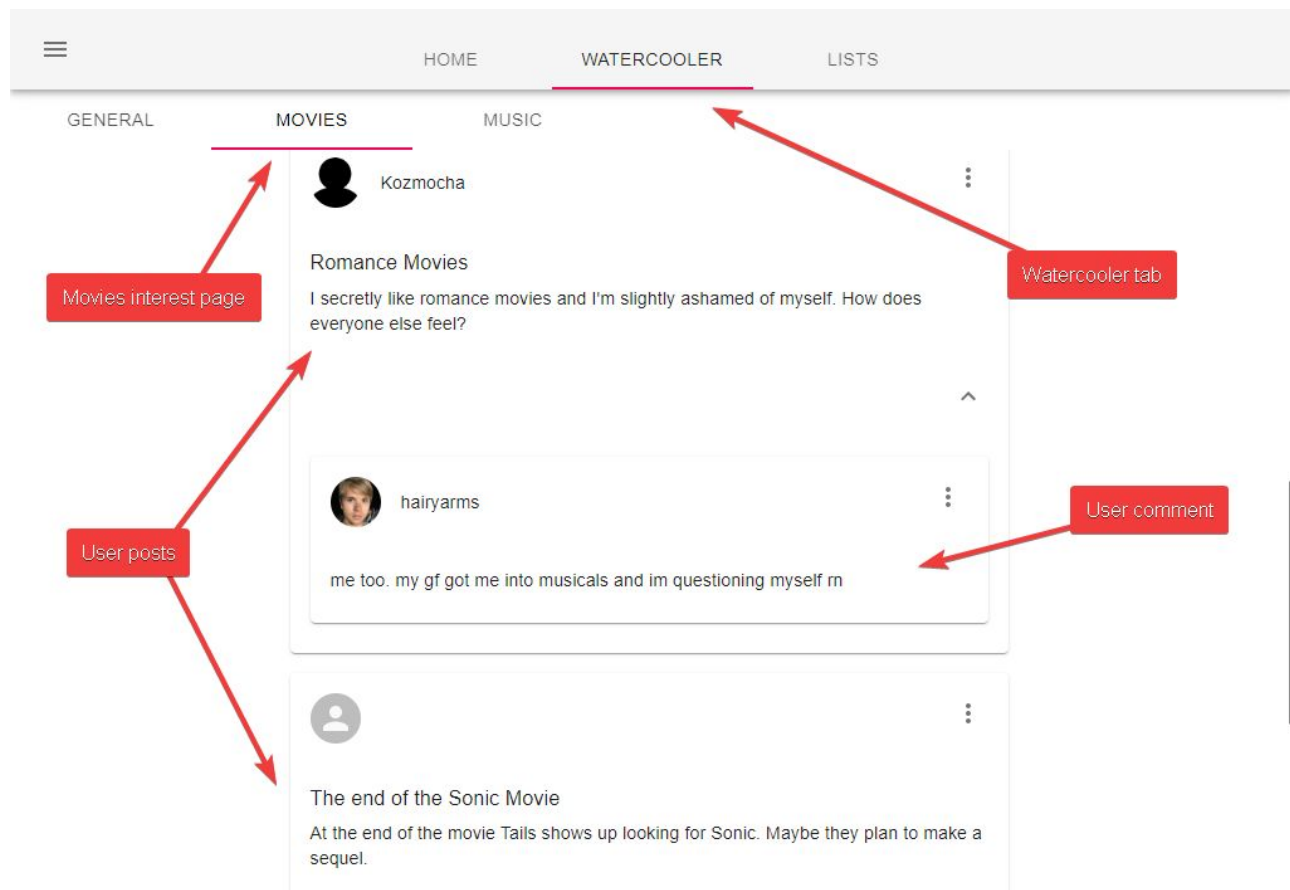 HOME WATERCOOLER LISTS
GENERAL MOVIES MUSIC
Kozmocha
Romance Movies
Movies interest page
Watercooler tab
I secretly like romance movies and I'm slightly ashamed of myself. How does
everyone else feel?
hairyarms
User comment
User posts
me too. my gf got me into musicals and im questioning myself rn
The end of the Sonic Movie
At the end of the movie Tails shows up looking for Sonic. Maybe they plan to make a
sequel.